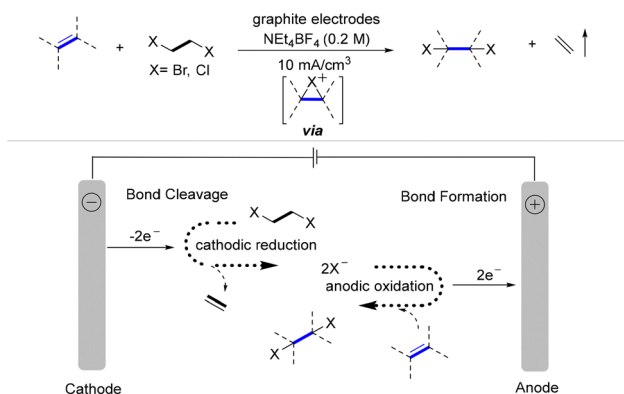 graphite electrodes
NEt₄BF₄ (0.2 M)
+ X X
X= Br, Cl
10 mA/cm³
X⁺
via
X X + 
− Bond Cleavage Bond Formation +
X X
-2e⁻
cathodic reduction
2X⁻ 2e⁻
anodic oxidation
X
X
Cathode Anode